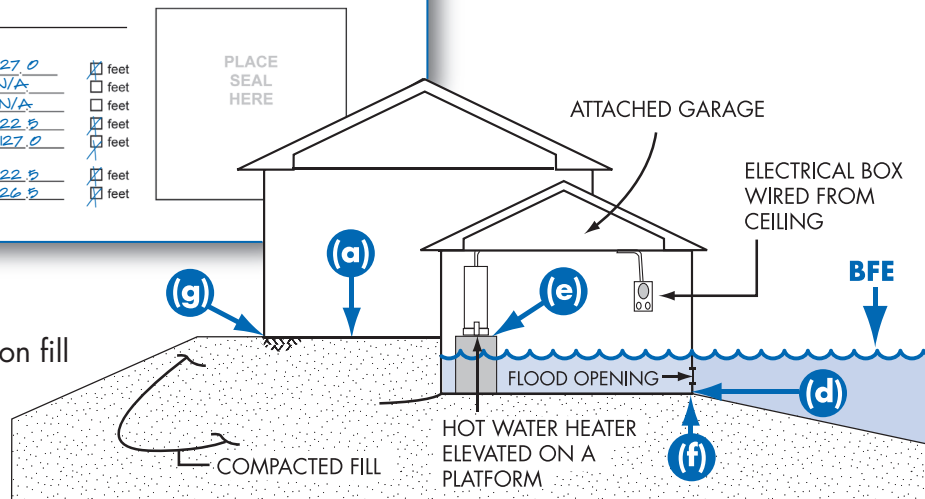 27.0 feet
N/A feet
N/A feet
22.5 feet
127.0 feet
22.5 feet
26.5 feet
PLACE
SEAL
HERE
ATTACHED GARAGE
ELECTRICAL BOX
WIRED FROM
CEILING
BFE
(a)
(g)
(e)
on fill
FLOOD OPENING
(d)
(f)
HOT WATER HEATER
ELEVATED ON A
PLATFORM
COMPACTED FILL